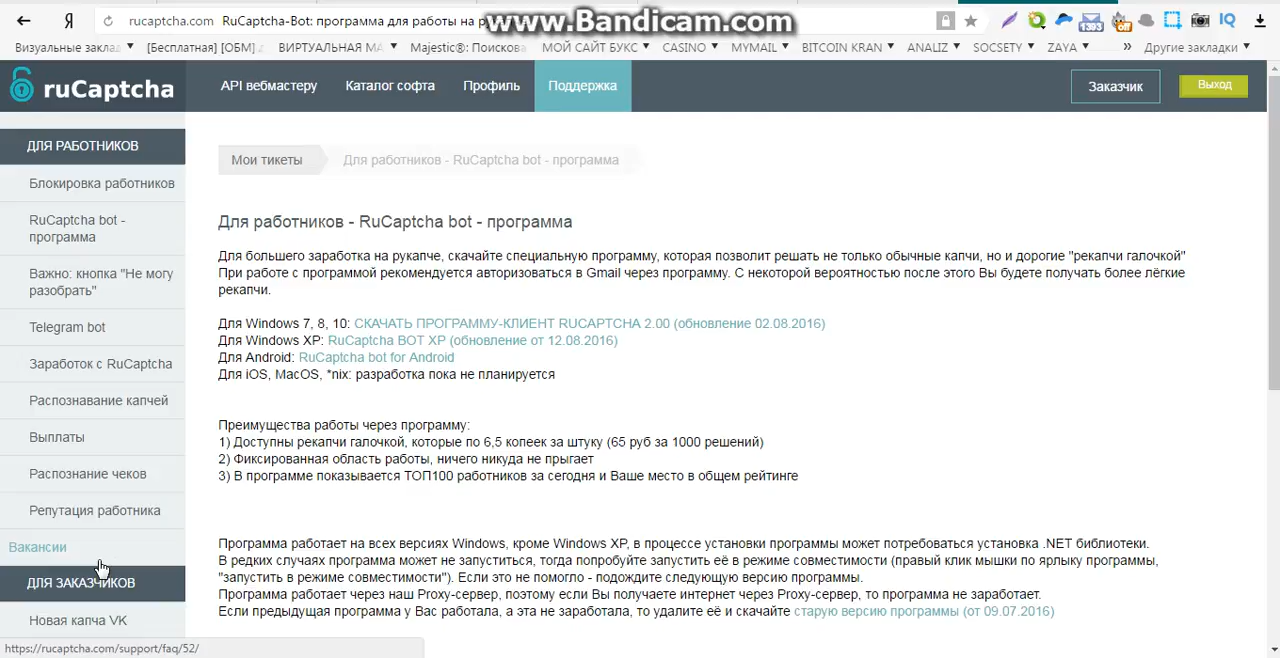 Я rucaptcha.com RuCaptcha-Bot: программа для работы на р
www.Bandicam.com
1393 off IQ
Визуальные заклад [Бесплатная] [ОБМ] ВИРТУАЛЬНАЯ МА Majestic®: Поискова МОЙ САЙТ БУКС CASINO MYMAIL BITCOIN KRAN ANALIZ SOCSETY ZAYA » Другие закладки
ruCaptcha API вебмастеру Каталог софта Профиль Поддержка Заказчик Выход
ДЛЯ РАБОТНИКОВ
Блокировка работников
RuCaptcha bot -
программа
Важно: кнопка "Не могу
разобрать"
Telegram bot
Заработок с RuCaptcha
Распознавание капчей
Выплаты
Распознание чеков
Репутация работника
Вакансии
ДЛЯ ЗАКАЗЧИКОВ
Новая капча VK
Мои тикеты Для работников - RuCaptcha bot - программа
Для работников - RuCaptcha bot - программа
Для большего заработка на рукапче, скачайте специальную программу, которая позволит решать не только обычные капчи, но и дорогие "рекапчи галочкой"
При работе с программой рекомендуется авторизоваться в Gmail через программу. С некоторой вероятностью после этого Вы будете получать более лёгкие
рекапчи.
Для Windows 7, 8, 10: СКАЧАТЬ ПРОГРАММУ-КЛИЕНТ RUCAPTCHA 2.00 (обновление 02.08.2016)
Для Windows XP: RuCaptcha BOT XP (обновление от 12.08.2016)
Для Android: RuCaptcha bot for Android
Для iOS, MacOS, *nix: разработка пока не планируется
Преимущества работы через программу:
1) Доступны рекапчи галочкой, которые по 6,5 копеек за штуку (65 руб за 1000 решений)
2) Фиксированная область работы, ничего никуда не прыгает
3) В программе показывается ТОП100 работников за сегодня и Ваше место в общем рейтинге
Программа работает на всех версиях Windows, кроме Windows XP, в процессе установки программы может потребоваться установка .NET библиотеки.
В редких случаях программа может не запуститься, тогда попробуйте запустить её в режиме совместимости (правый клик мышки по ярлыку программы,
"запустить в режиме совместимости"). Если это не помогло - подождите следующую версию программы.
Программа работает через наш Proxy-сервер, поэтому если Вы получаете интернет через Proxy-сервер, то программа не заработает.
Если предыдущая программа у Вас работала, а эта не заработала, то удалите её и скачайте старую версию программы (от 09.07.2016)
https://rucaptcha.com/support/faq/52/